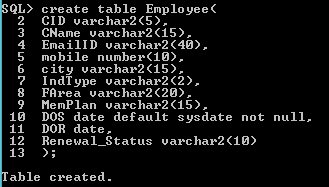 SQL> create table Employee(
  2  CID varchar2(5),
  3  CName varchar2(15),
  4  EmailID varchar2(40),
  5  mobile number(10),
  6  city varchar2(15),
  7  IndType varchar2(2),
  8  FArea varchar2(20),
  9  MemPlan varchar2(15),
 10  DOS date default sysdate not null,
 11  DOR date,
 12  Renewal_Status varchar2(10)
 13  );
Table created.